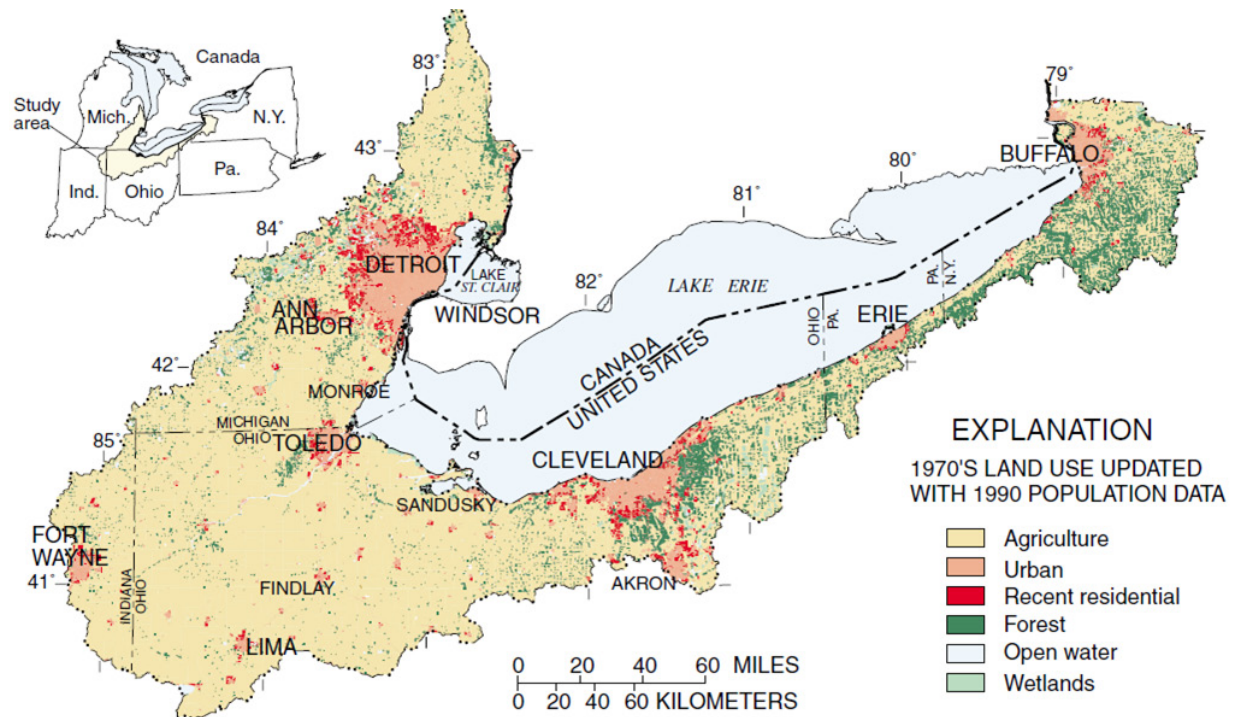 Canada
Study
area
Mich.
N.Y.
Pa.
Ind.
Ohio
83°
43°
84°
42°
85°
41°
82°
81°
80°
79°
BUFFALO
DETROIT
LAKE
ST. CLAIR
WINDSOR
ANN
ARBOR
LAKE ERIE
PA.
N.Y.
OHIO
PA.
ERIE
CANADA
UNITED STATES
MONROE
MICHIGAN
OHIO
TOLEDO
CLEVELAND
SANDUSKY
FORT
WAYNE
INDIANA
OHIO
FINDLAY
AKRON
LIMA
EXPLANATION
1970'S LAND USE UPDATED
WITH 1990 POPULATION DATA
Agriculture
Urban
Recent residential
Forest
Open water
Wetlands
0 20 40 60 MILES
0 20 40 60 KILOMETERS